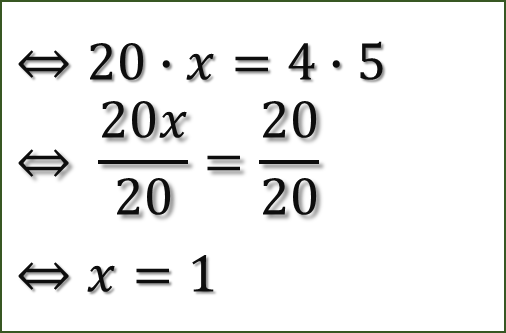 ⇔ 20 · x = 4 · 5
⇔ 20x/20 = 20/20
⇔ x = 1